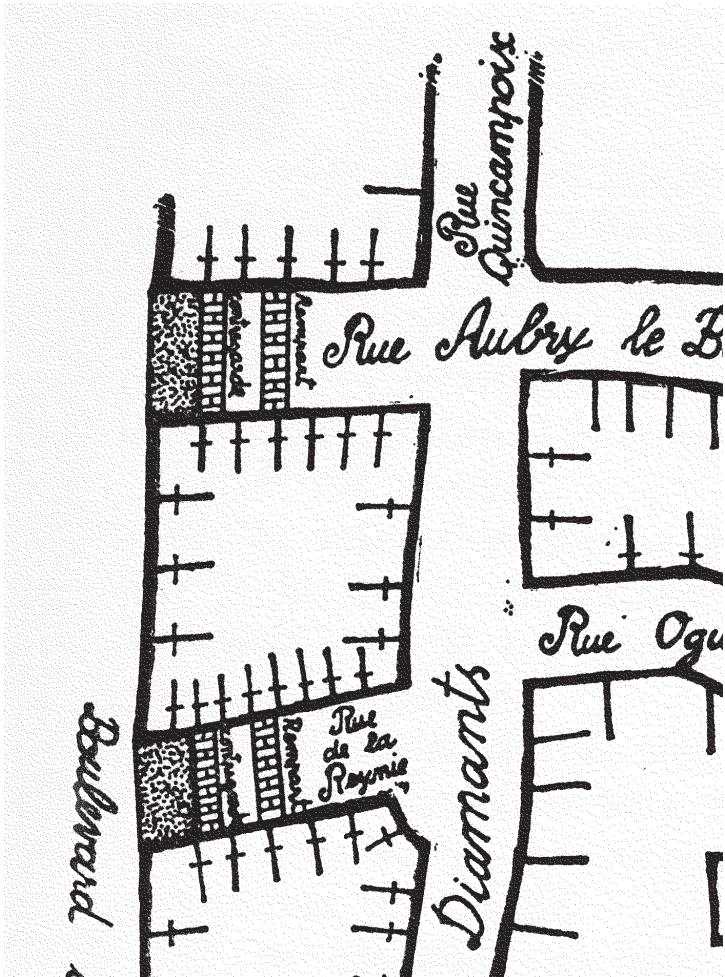 Rue
Quincampoix
Rempart
Rue Aubry le B
Rue Ogu
Rue
de la
Reynie
Rempart
Boulevard
Diamants